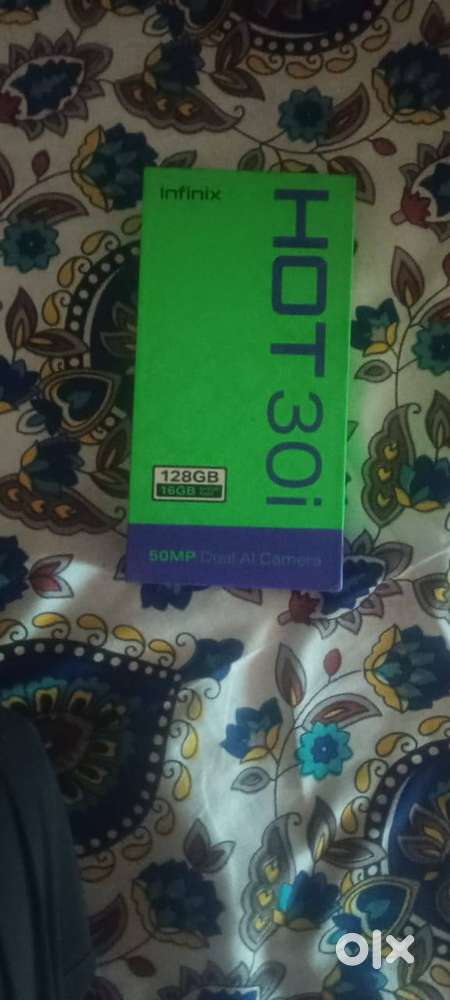 Infinix
HOT 30i
128GB
16GB
50MP Dual AI Camera
olx